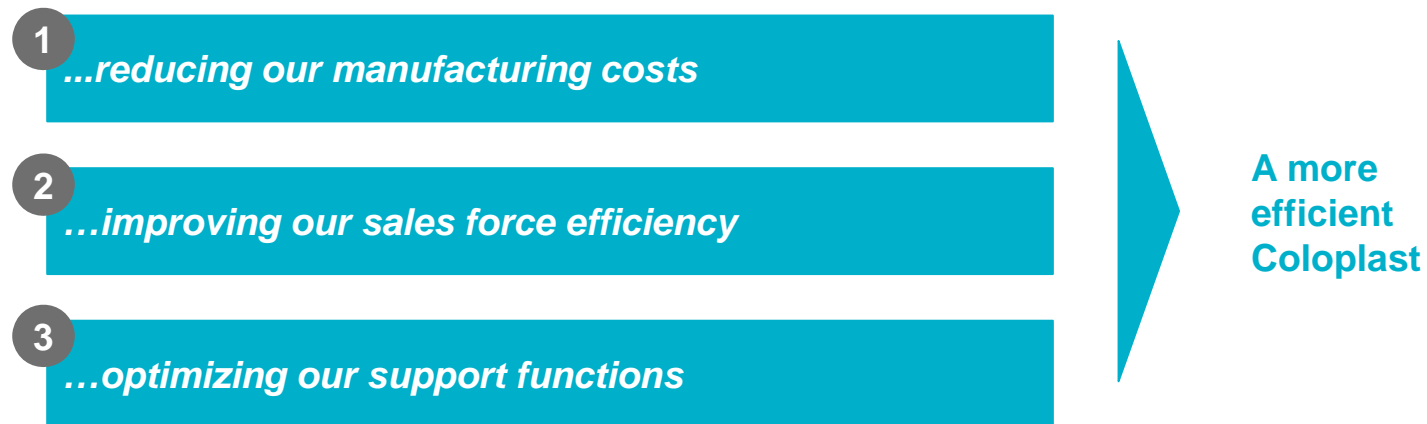 1
...reducing our manufacturing costs
2
…improving our sales force efficiency
3
…optimizing our support functions
A more
efficient
Coloplast